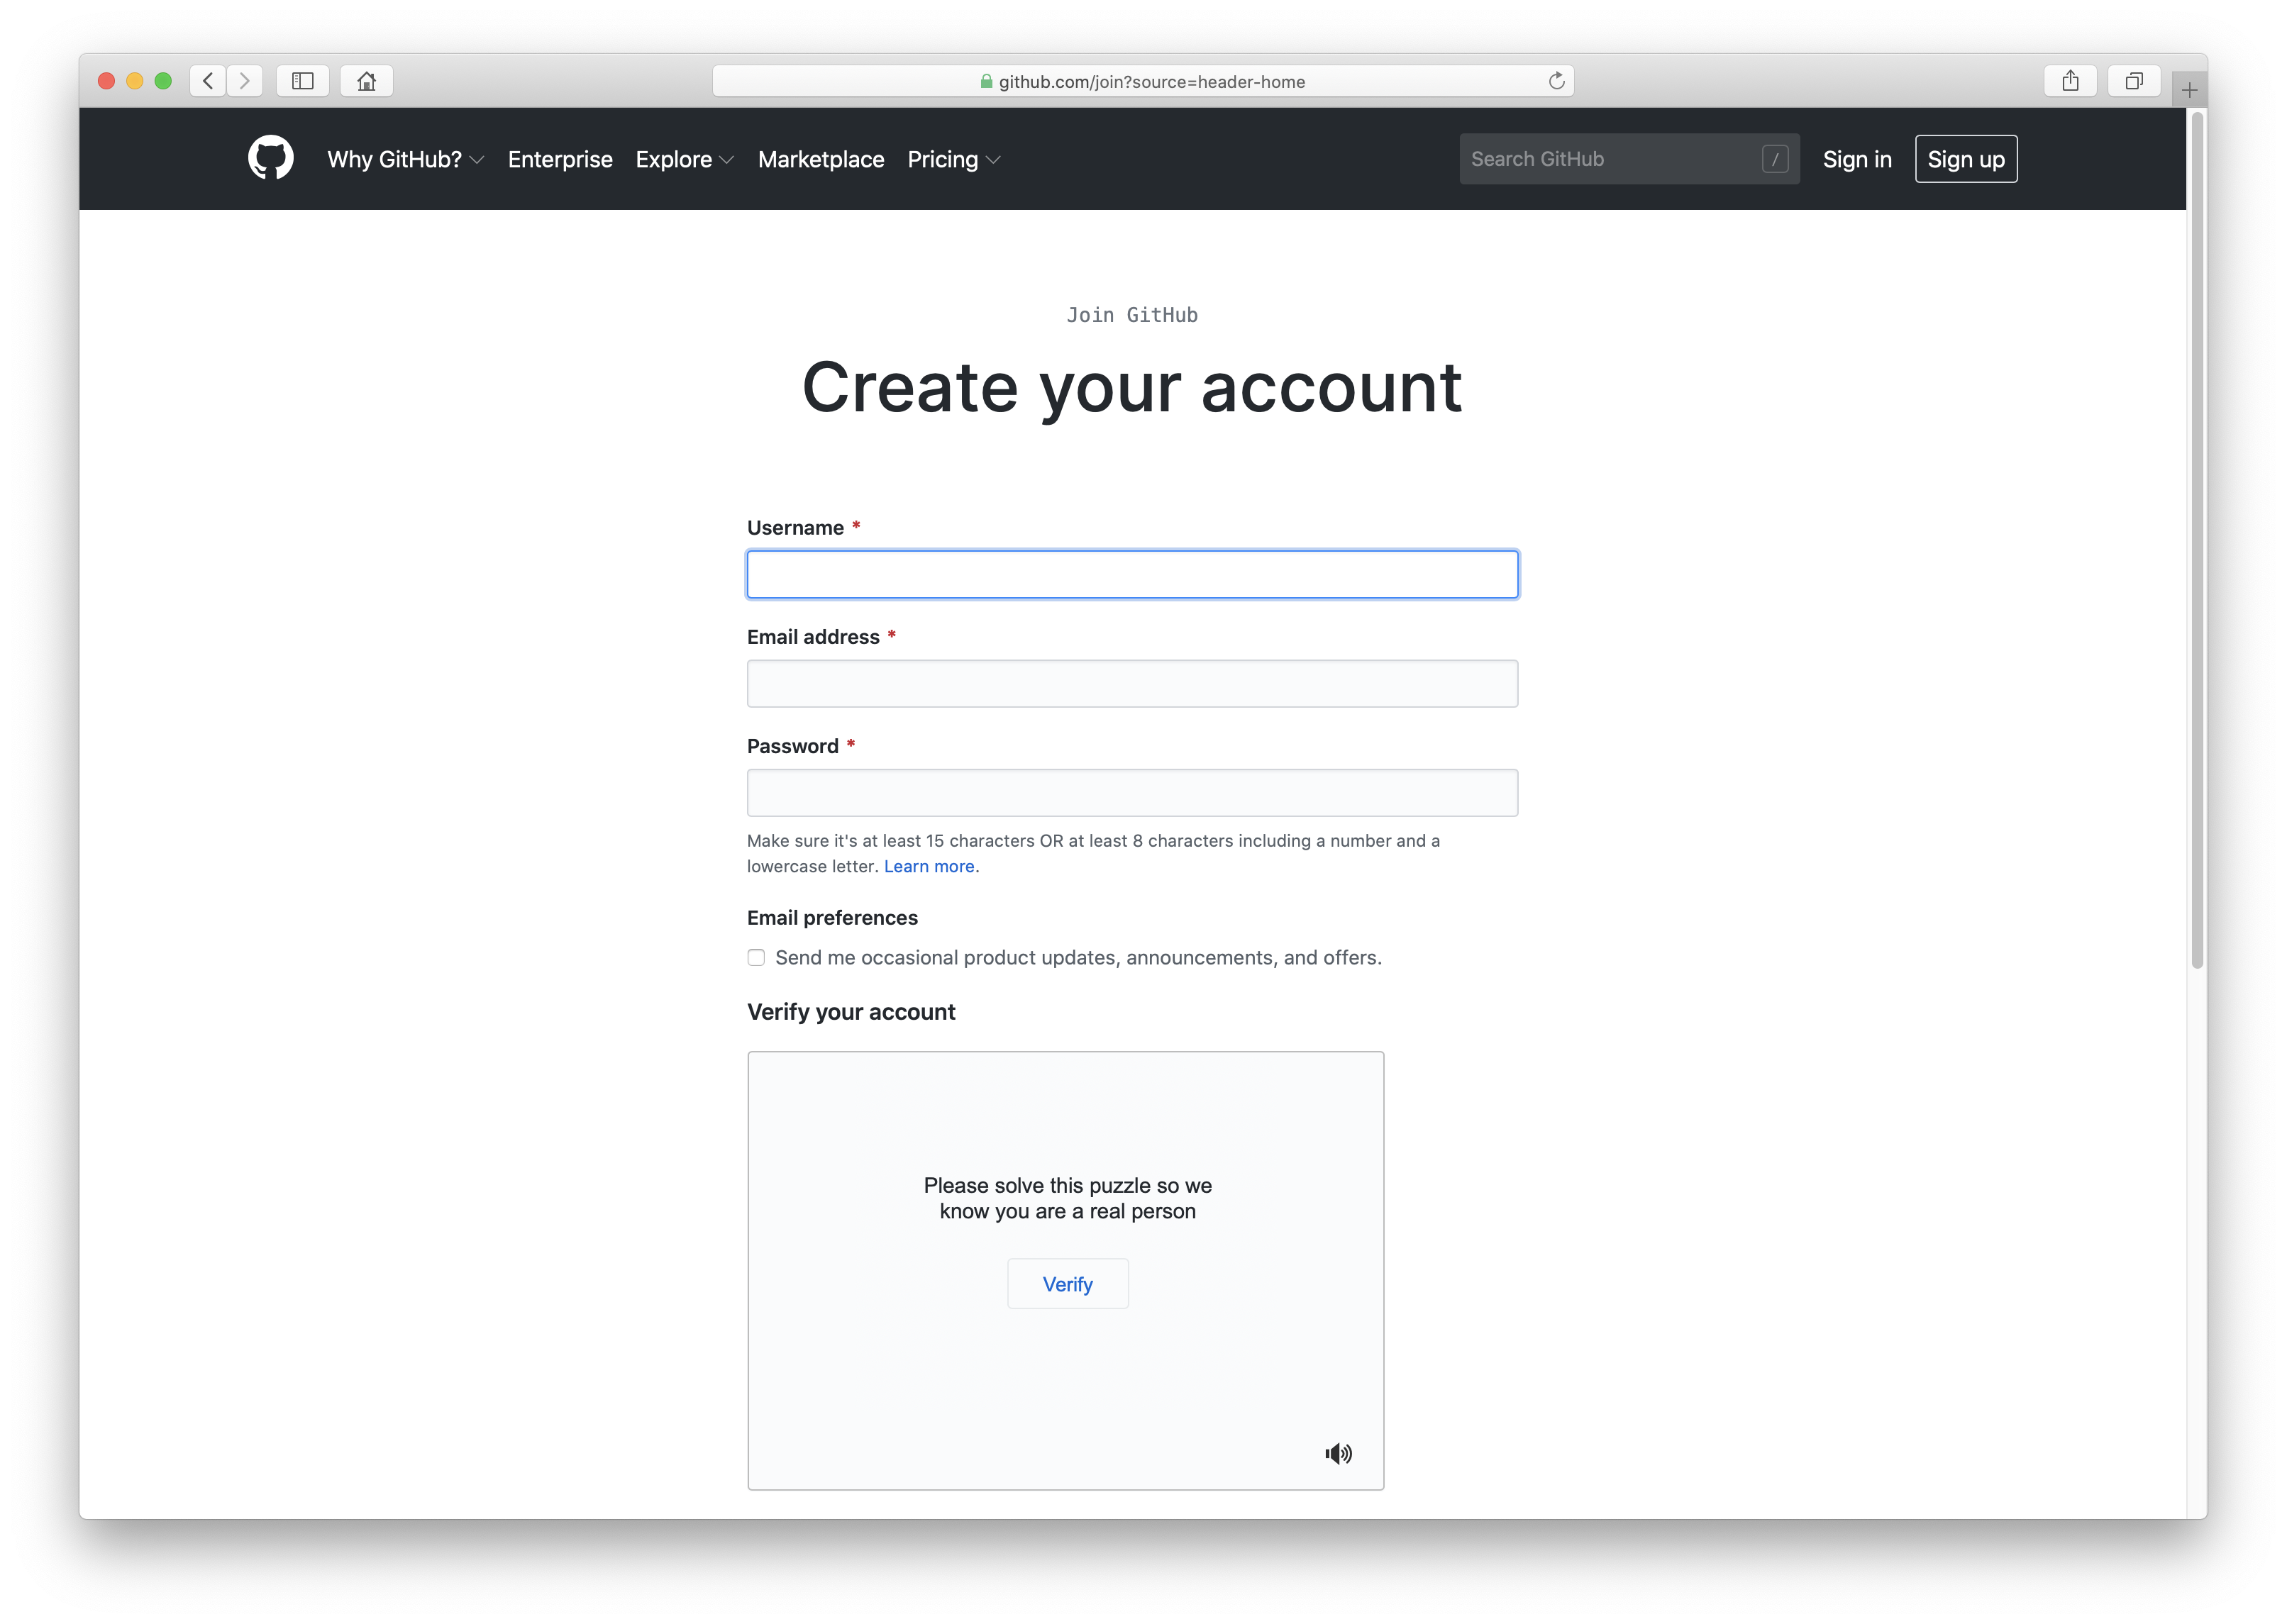 github.com/join?source=header-home
Why GitHub? Enterprise Explore Marketplace Pricing Search GitHub / Sign in Sign up
Join GitHub
Create your account
Username *
Email address *
Password *
Make sure it's at least 15 characters OR at least 8 characters including a number and a
lowercase letter. Learn more.
Email preferences
Send me occasional product updates, announcements, and offers.
Verify your account
Please solve this puzzle so we
know you are a real person
Verify